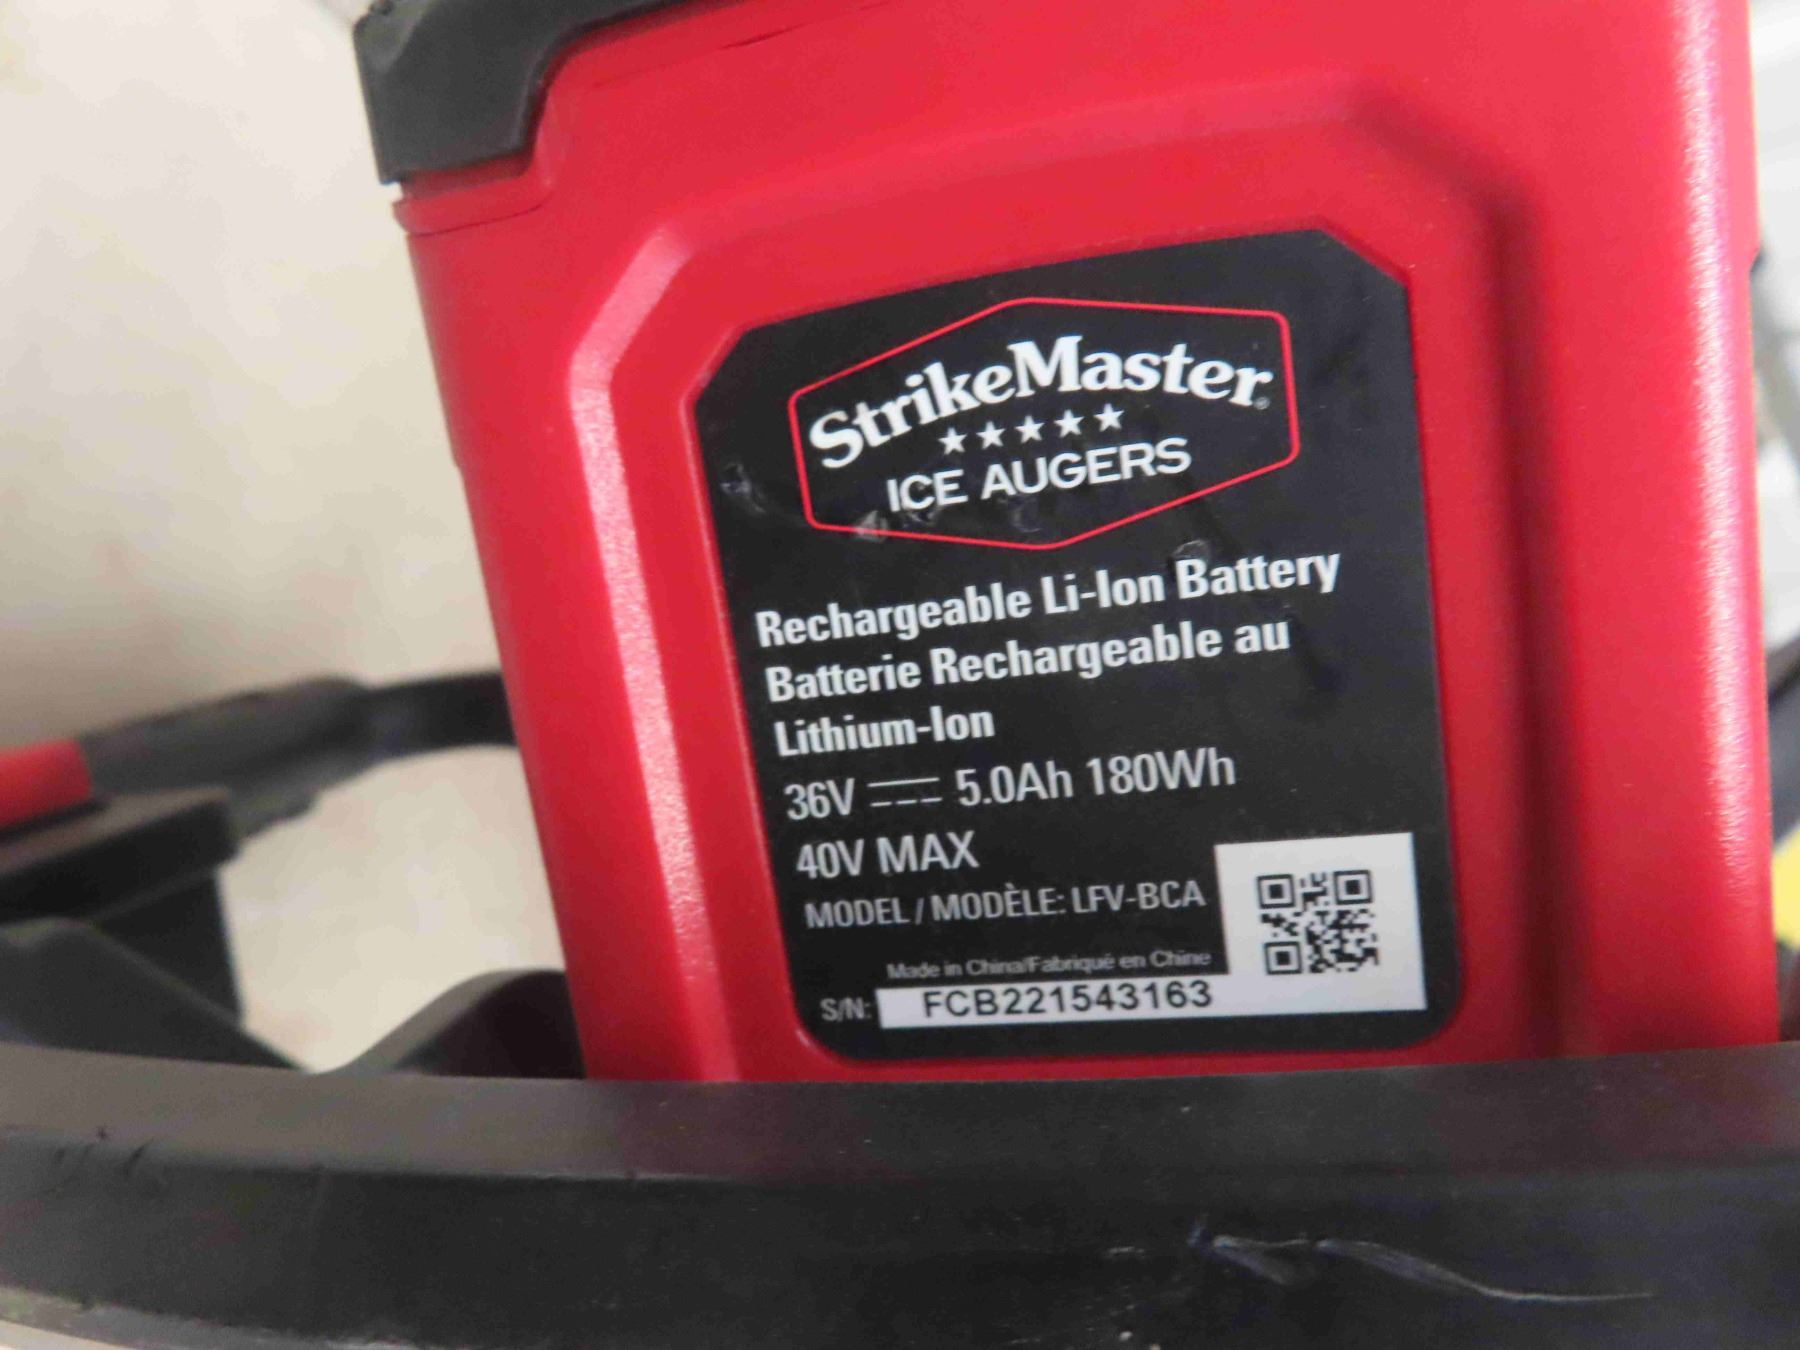 StrikeMaster®
ICE AUGERS
Rechargeable Li-Ion Battery
Batterie Rechargeable au
Lithium-Ion
36V 5.0Ah 180Wh
40V MAX
MODEL / MODÈLE: LFV-BCA
Made in China/Fabriqué en Chine
S/N: FCB221543163